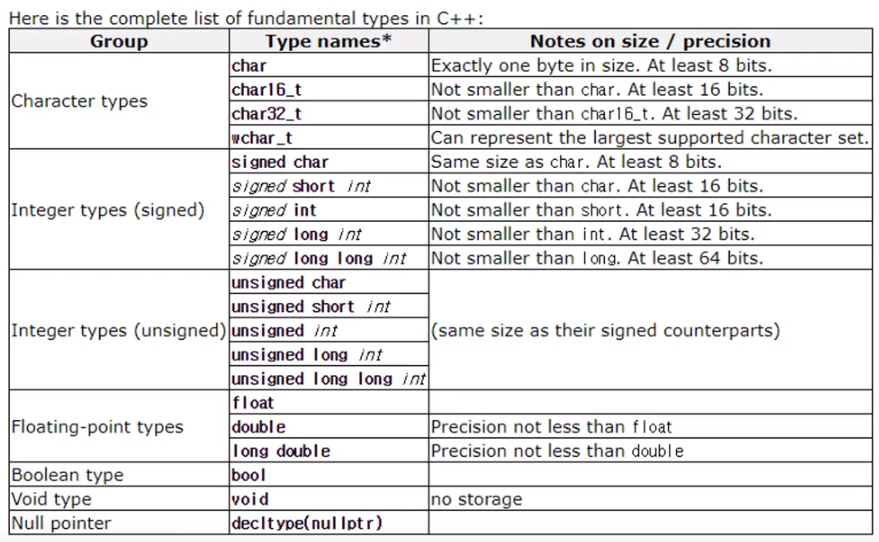 Here is the complete list of fundamental types in C++:
Group Type names* Notes on size / precision
Character types
char Exactly one byte in size. At least 8 bits.
char16_t Not smaller than char. At least 16 bits.
char32_t Not smaller than char16_t. At least 32 bits.
wchar_t Can represent the largest supported character set.
Integer types (signed)
signed char Same size as char. At least 8 bits.
signed short int Not smaller than char. At least 16 bits.
signed int Not smaller than short. At least 16 bits.
signed long int Not smaller than int. At least 32 bits.
signed long long int Not smaller than long. At least 64 bits.
Integer types (unsigned)
unsigned char
unsigned short int
unsigned int
unsigned long int
unsigned long long int
(same size as their signed counterparts)
Floating-point types
float
double Precision not less than float
long double Precision not less than double
Boolean type bool
Void type void no storage
Null pointer decltype(nullptr)